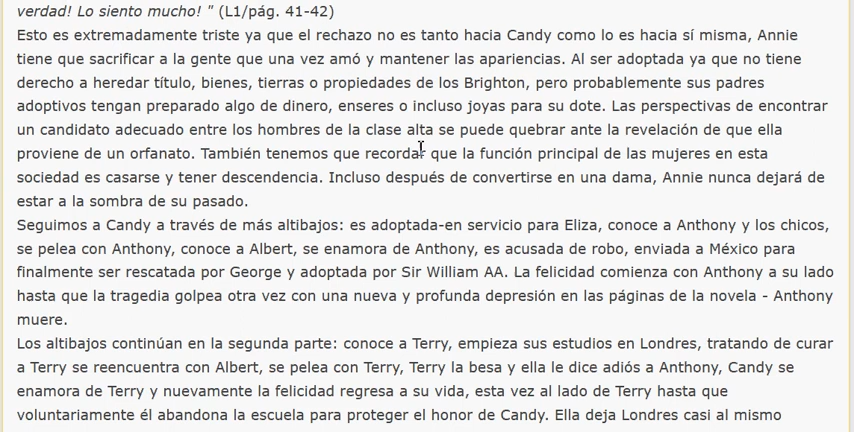 verdad! Lo siento mucho! " (L1/pág. 41-42)
Esto es extremadamente triste ya que el rechazo no es tanto hacia Candy como lo es hacia sí misma, Annie
tiene que sacrificar a la gente que una vez amó y mantener las apariencias. Al ser adoptada ya que no tiene
derecho a heredar título, bienes, tierras o propiedades de los Brighton, pero probablemente sus padres
adoptivos tengan preparado algo de dinero, enseres o incluso joyas para su dote. Las perspectivas de encontrar
un candidato adecuado entre los hombres de la clase alta se puede quebrar ante la revelación de que ella
proviene de un orfanato. También tenemos que recordar que la función principal de las mujeres en esta
sociedad es casarse y tener descendencia. Incluso después de convertirse en una dama, Annie nunca dejará de
estar a la sombra de su pasado.
Seguimos a Candy a través de más altibajos: es adoptada-en servicio para Eliza, conoce a Anthony y los chicos,
se pelea con Anthony, conoce a Albert, se enamora de Anthony, es acusada de robo, enviada a México para
finalmente ser rescatada por George y adoptada por Sir William AA. La felicidad comienza con Anthony a su lado
hasta que la tragedia golpea otra vez con una nueva y profunda depresión en las páginas de la novela - Anthony
muere.
Los altibajos continúan en la segunda parte: conoce a Terry, empieza sus estudios en Londres, tratando de curar
a Terry se reencuentra con Albert, se pelea con Terry, Terry la besa y ella le dice adiós a Anthony, Candy se
enamora de Terry y nuevamente la felicidad regresa a su vida, esta vez al lado de Terry hasta que
voluntariamente él abandona la escuela para proteger el honor de Candy. Ella deja Londres casi al mismo